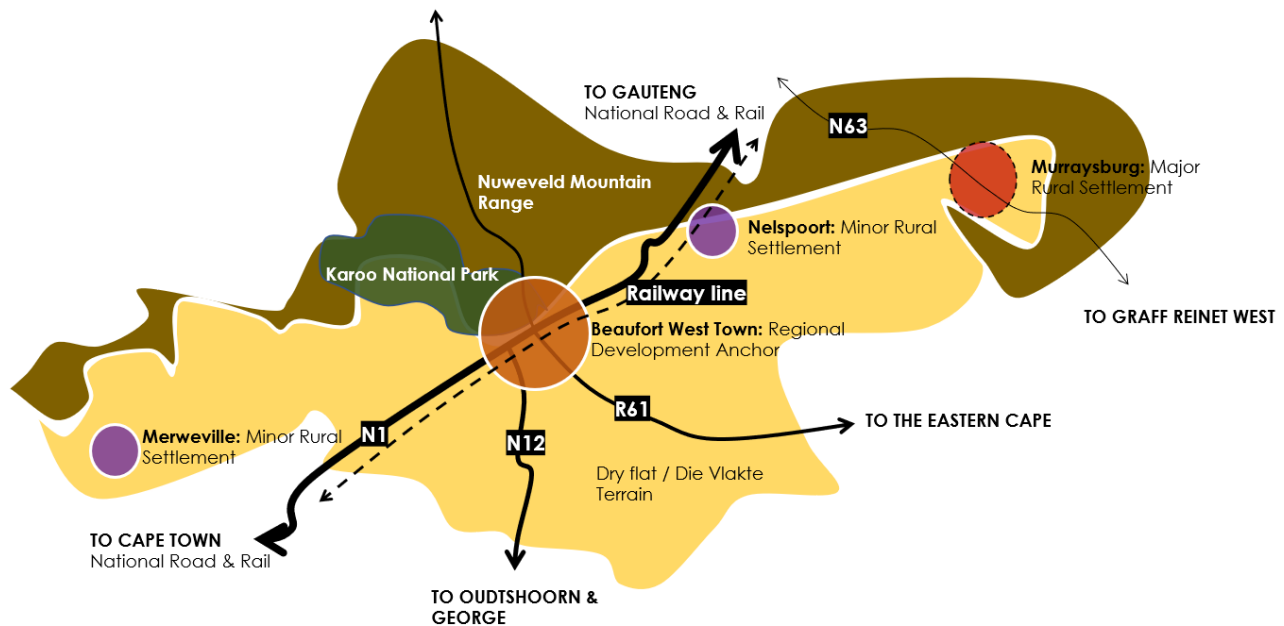 TO GAUTENG
National Road & Rail
N63
Murraysburg: Major
Rural Settlement
Nuweveld Mountain
Range
Nelspoort: Minor Rural
Settlement
Karoo National Park
Railway line
TO GRAFF REINET WEST
Beaufort West Town: Regional
Development Anchor
R61
TO THE EASTERN CAPE
Merweville: Minor Rural
Settlement
N1
N12
Dry flat / Die Vlakte
Terrain
TO CAPE TOWN
National Road & Rail
TO OUDTSHOORN &
GEORGE